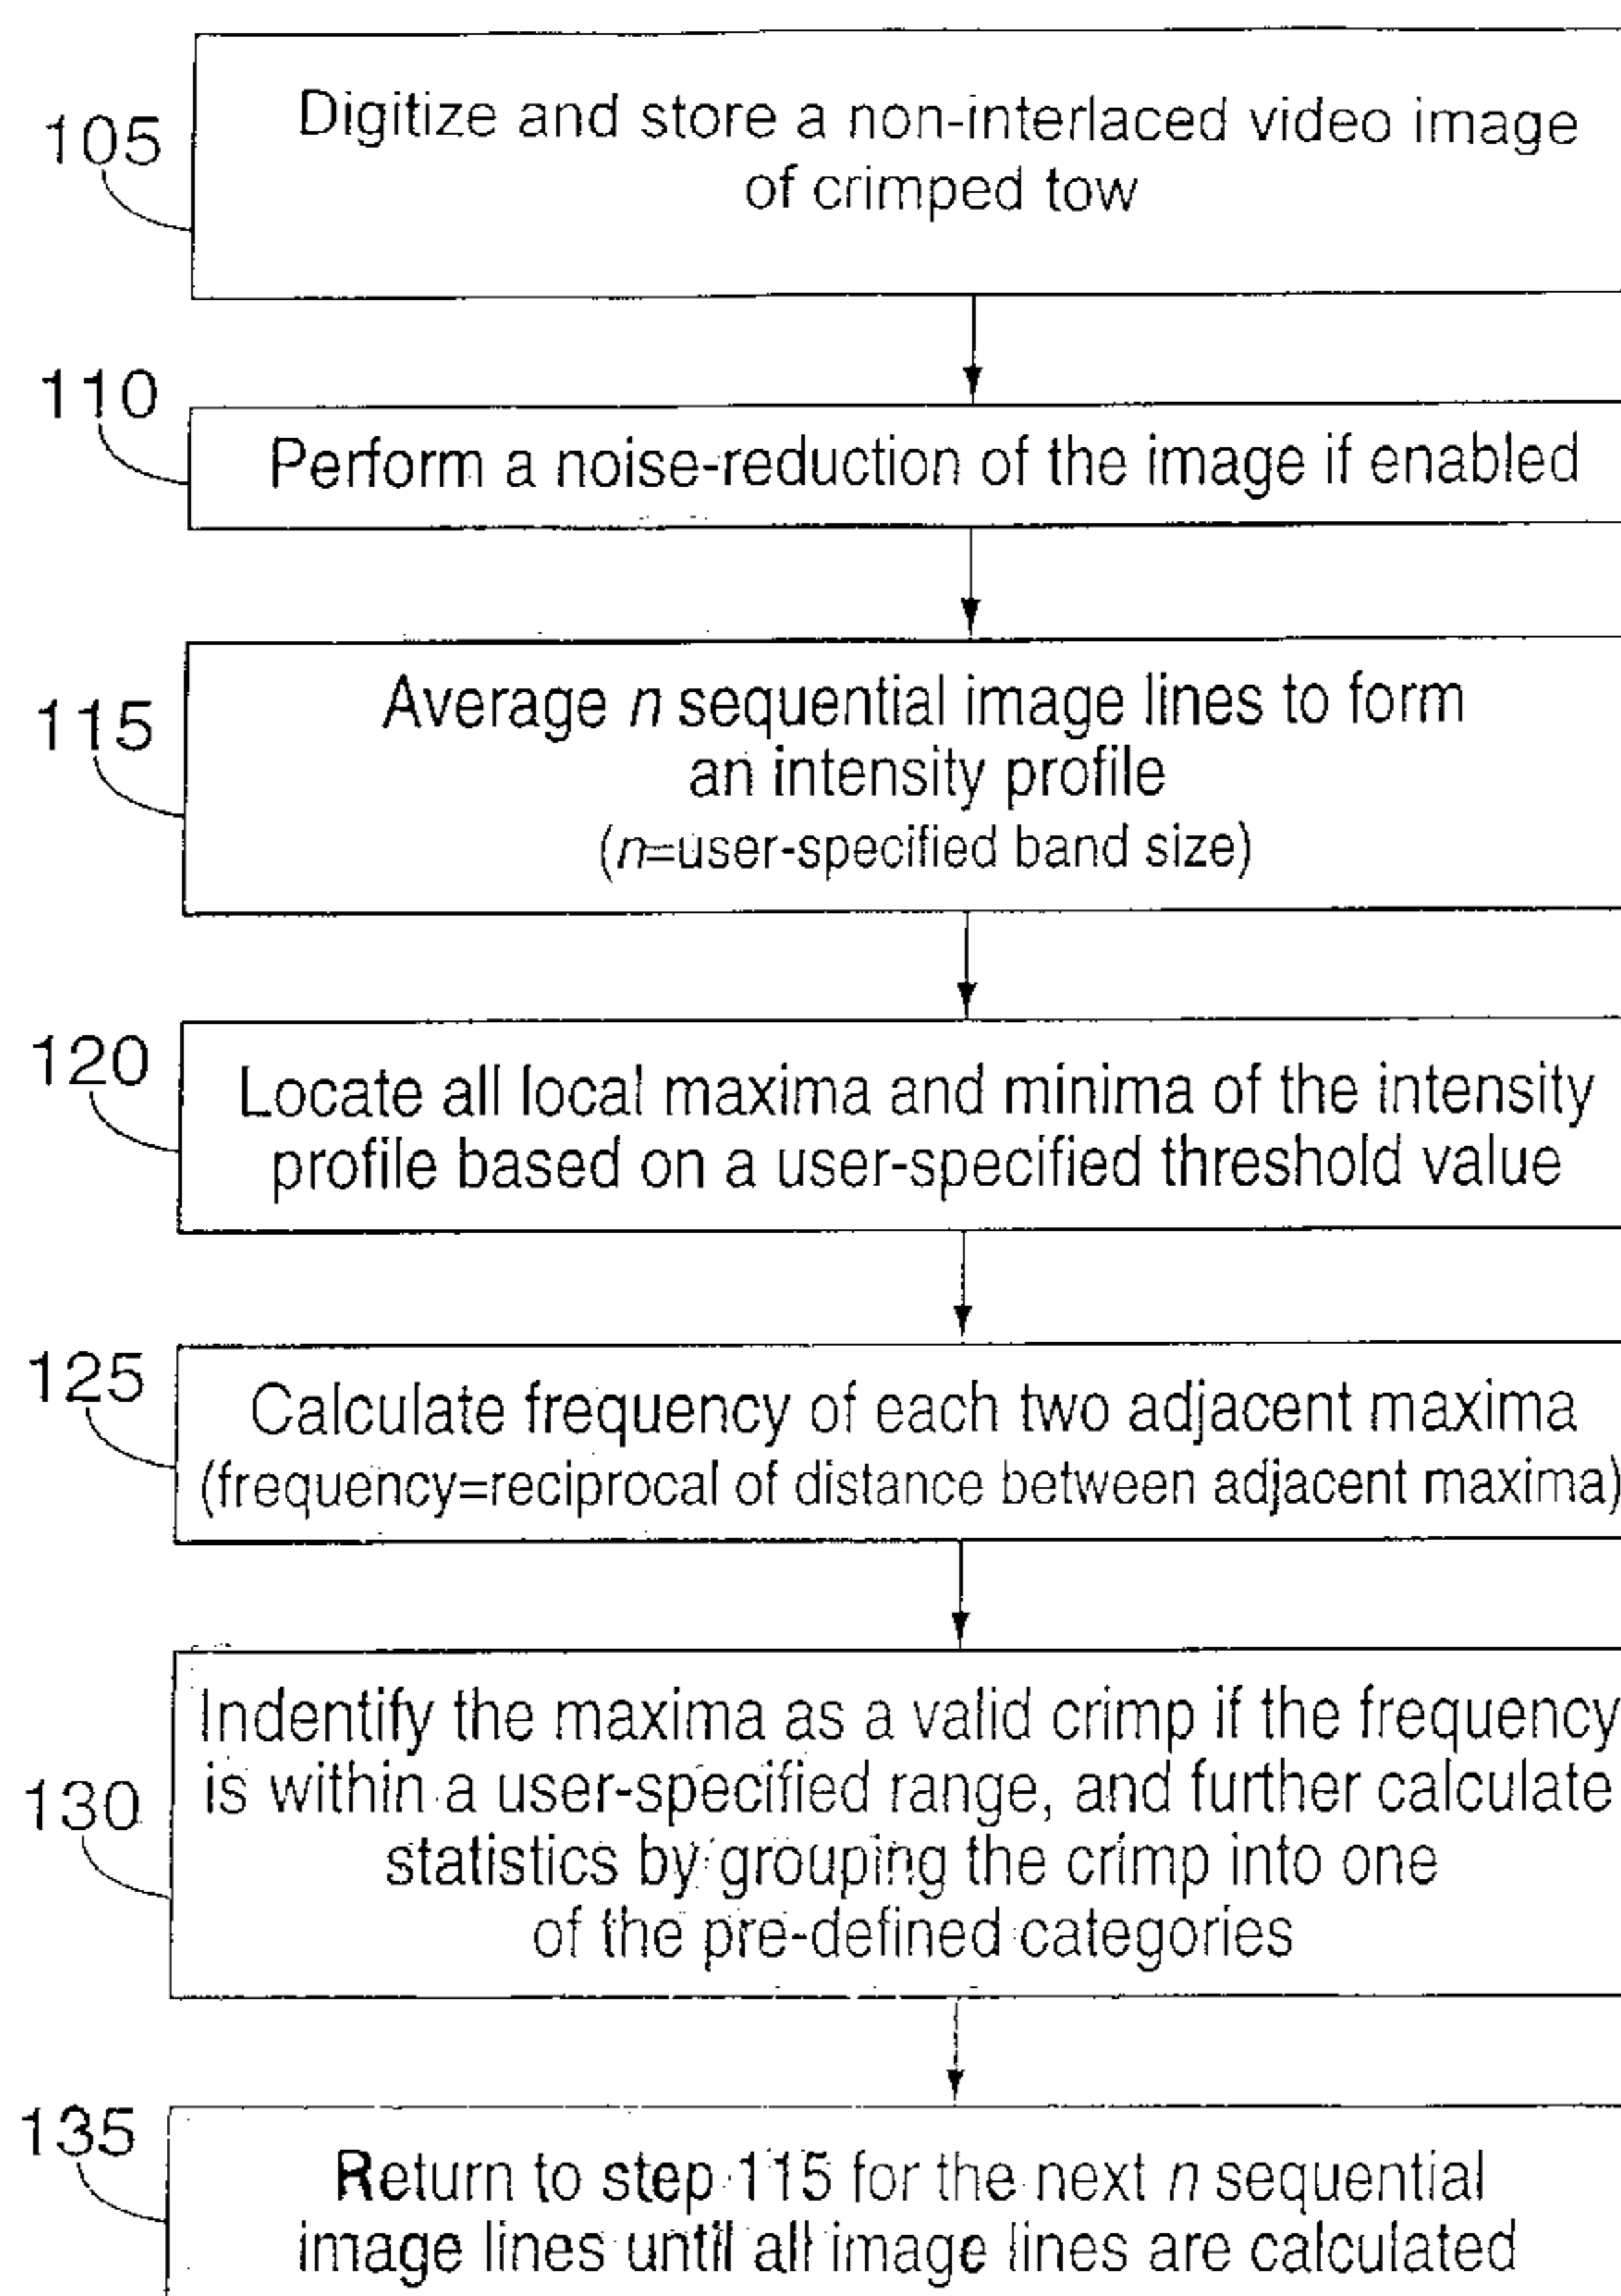 105
Digitize and store a non-interlaced video image
of crimped tow
110
Perform a noise-reduction of the image if enabled
115
Average n sequential image lines to form
an intensity profile
(n=user-specified band size)
120
Locate all local maxima and minima of the intensity
profile based on a user-specified threshold value
125
Calculate frequency of each two adjacent maxima
(frequency=reciprocal of distance between adjacent maxima)
130
Indentify the maxima as a valid crimp if the frequency
is within a user-specified range, and further calculate
statistics by grouping the crimp into one
of the pre-defined categories
135
Return to step 115 for the next n sequential
image lines until all image lines are calculated